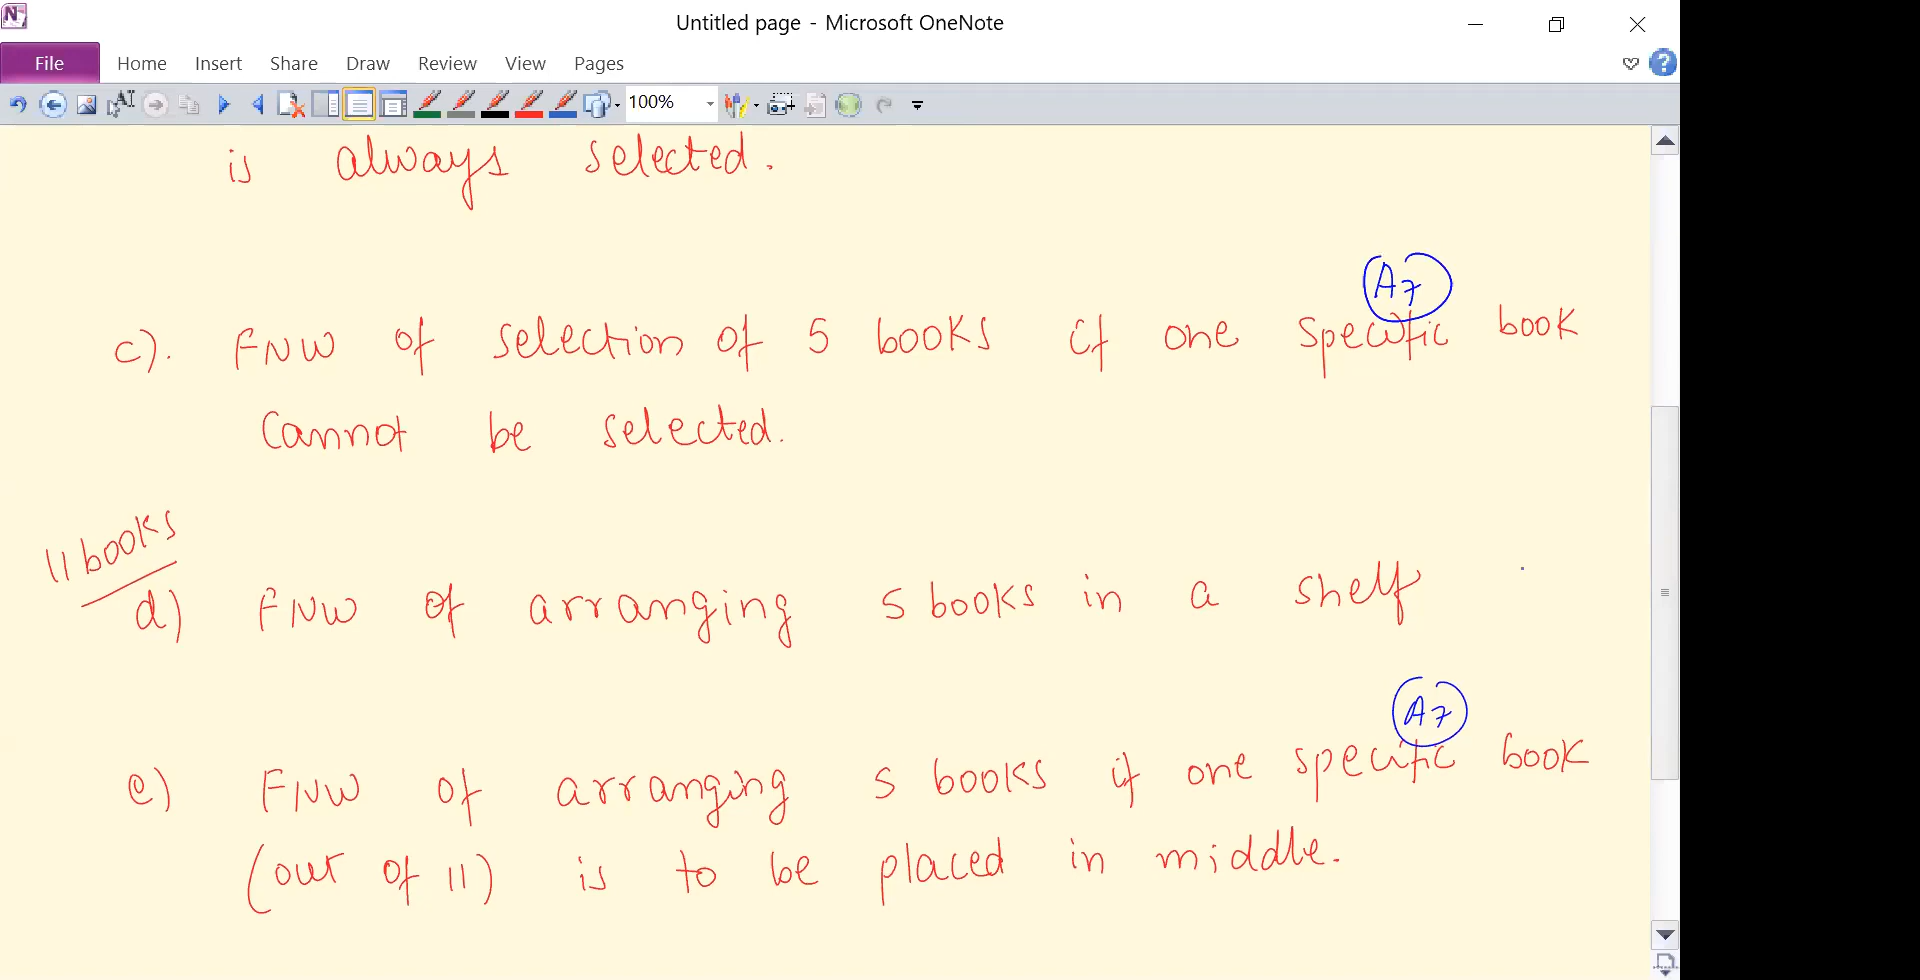 Untitled page - Microsoft OneNote
File Home Insert Share Draw Review View Pages
100%
is always selected.
A7
c). FNW of selection of 5 books if one specific book
cannot be selected.
11 books
d) FNW of arranging 5 books in a shelf
A7
e) FNW of arranging 5 books if one specific book
(out of 11) is to be placed in middle.